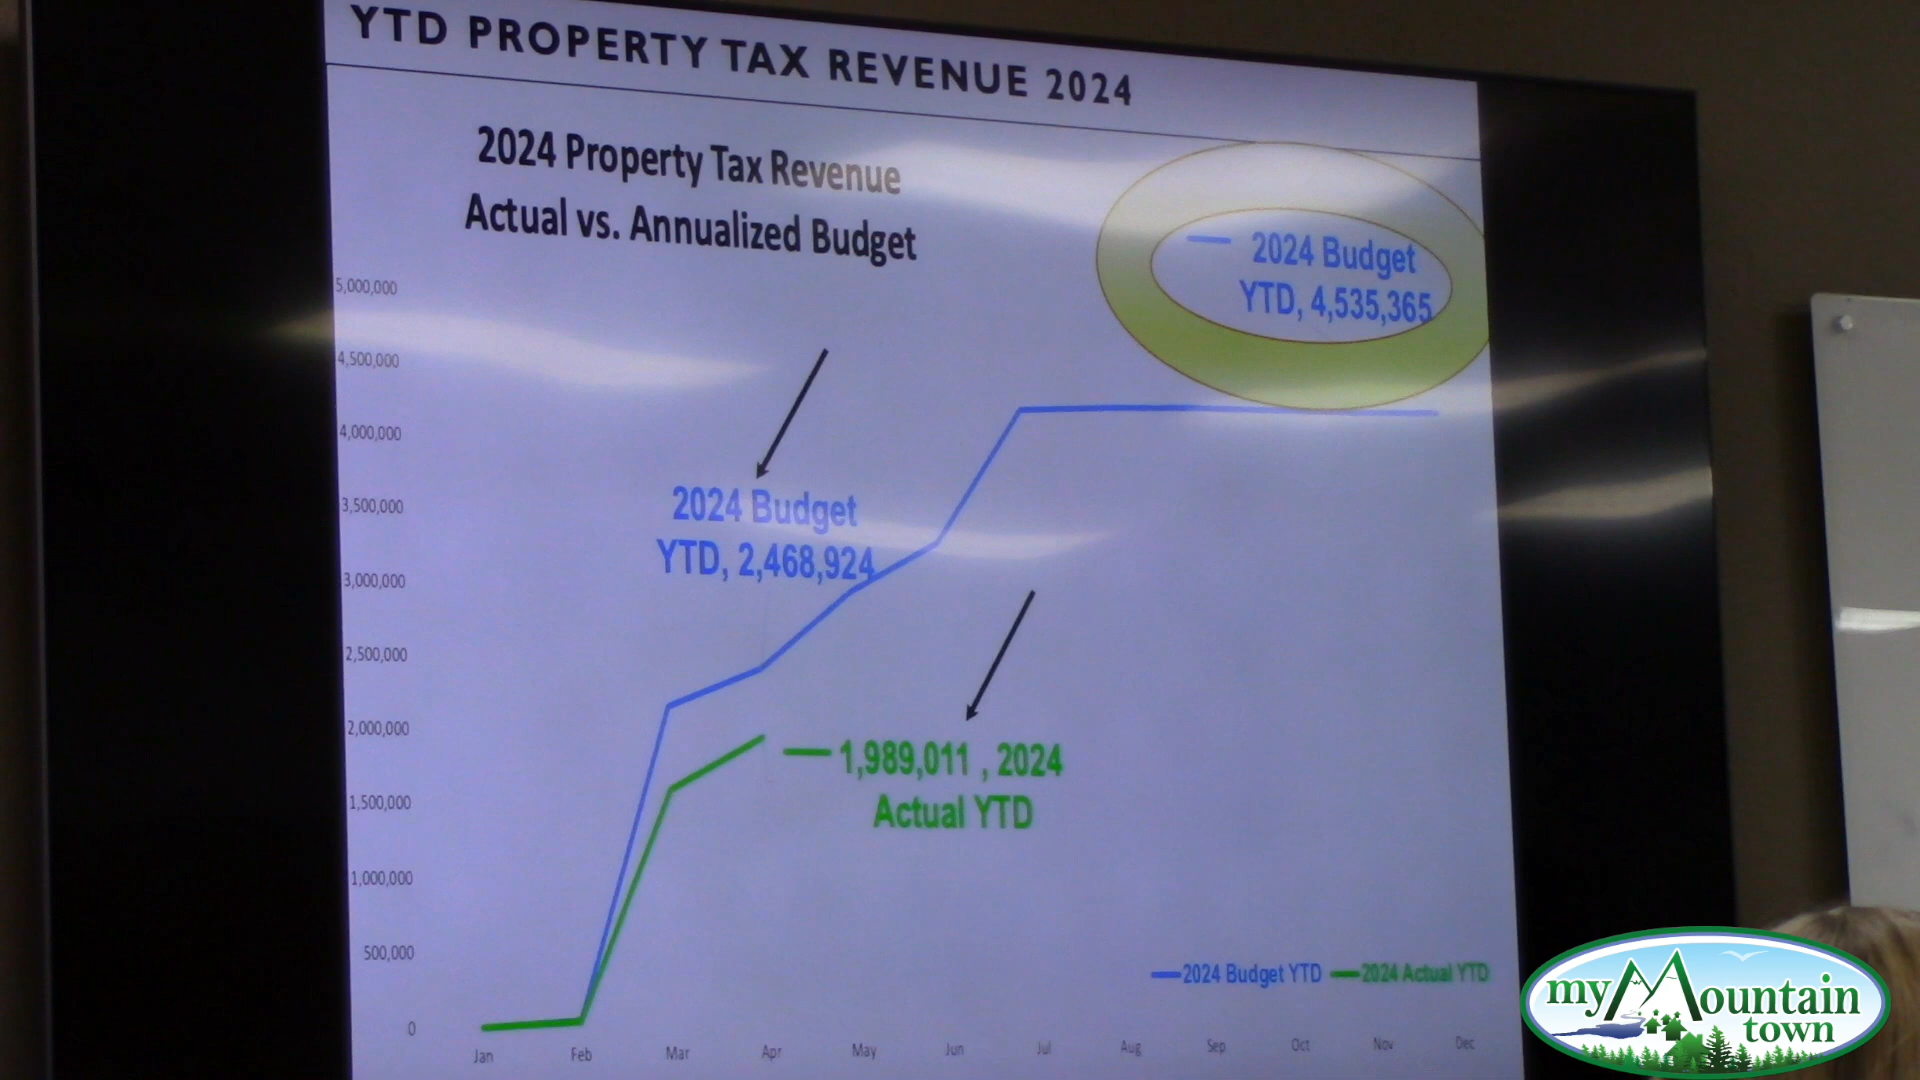 YTD PROPERTY TAX REVENUE 2024
2024 Property Tax Revenue
Actual vs. Annualized Budget
2024 Budget
YTD, 4,535,365
5,000,000
4,500,000
4,000,000
3,500,000
3,000,000
2,500,000
2,000,000
1,500,000
1,000,000
500,000
0
2024 Budget
YTD, 2,468,924
1,989,011 , 2024
Actual YTD
2024 Budget YTD 2024 Actual YTD
Jan Feb Mar Apr May Jun Jul Aug Sep Oct Nov Dec
my Mountain
town